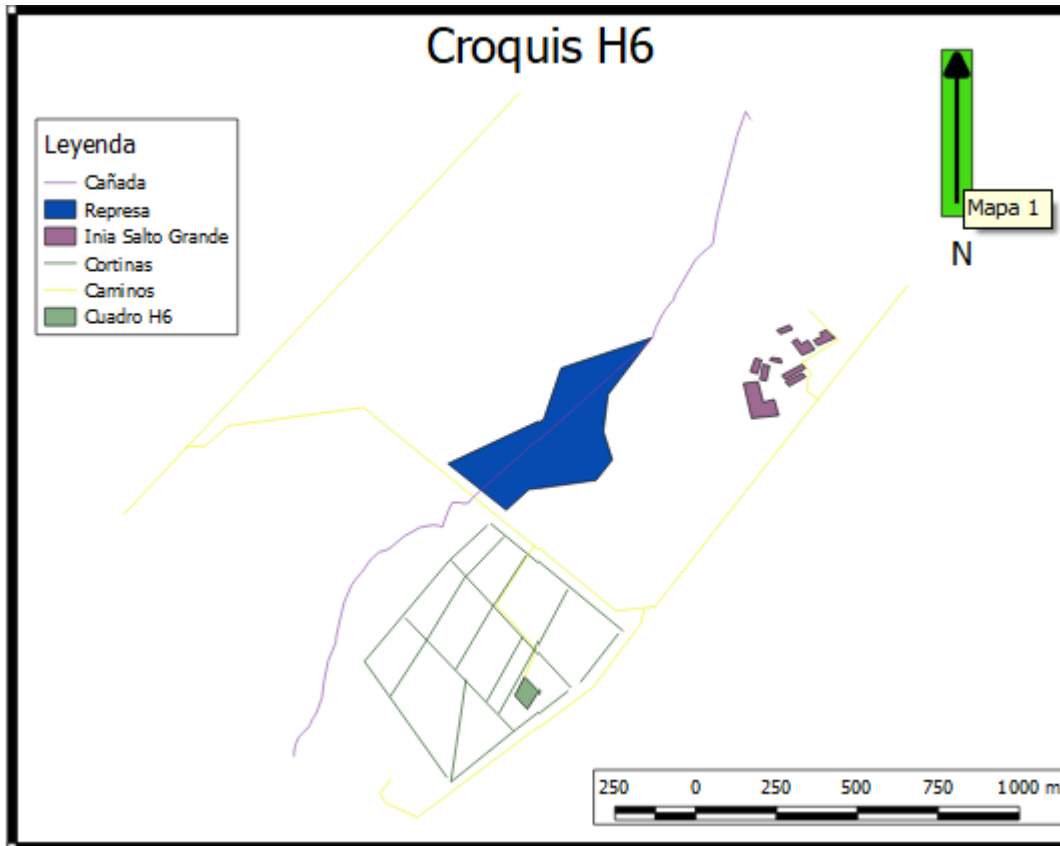 Croquis H6
Leyenda
Cañada
Represa
Inia Salto Grande
Cortinas
Caminos
Cuadro H6
Mapa 1
N
250 0 250 500 750 1000 m